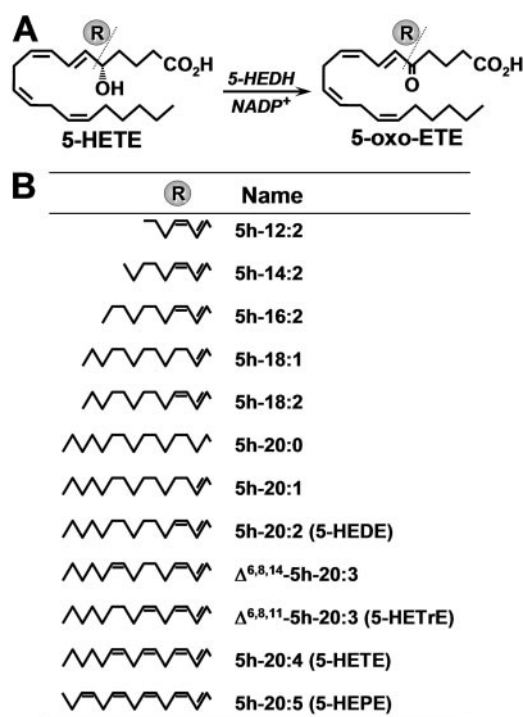 A
R
R
CO₂H
CO₂H
OH
5-HEDH
NADP⁺
O
5-HETE
5-oxo-ETE
B
R Name
5h-12:2
5h-14:2
5h-16:2
5h-18:1
5h-18:2
5h-20:0
5h-20:1
5h-20:2 (5-HEDE)
Δ⁶,⁸,¹⁴-5h-20:3
Δ⁶,⁸,¹¹-5h-20:3 (5-HETrE)
5h-20:4 (5-HETE)
5h-20:5 (5-HEPE)